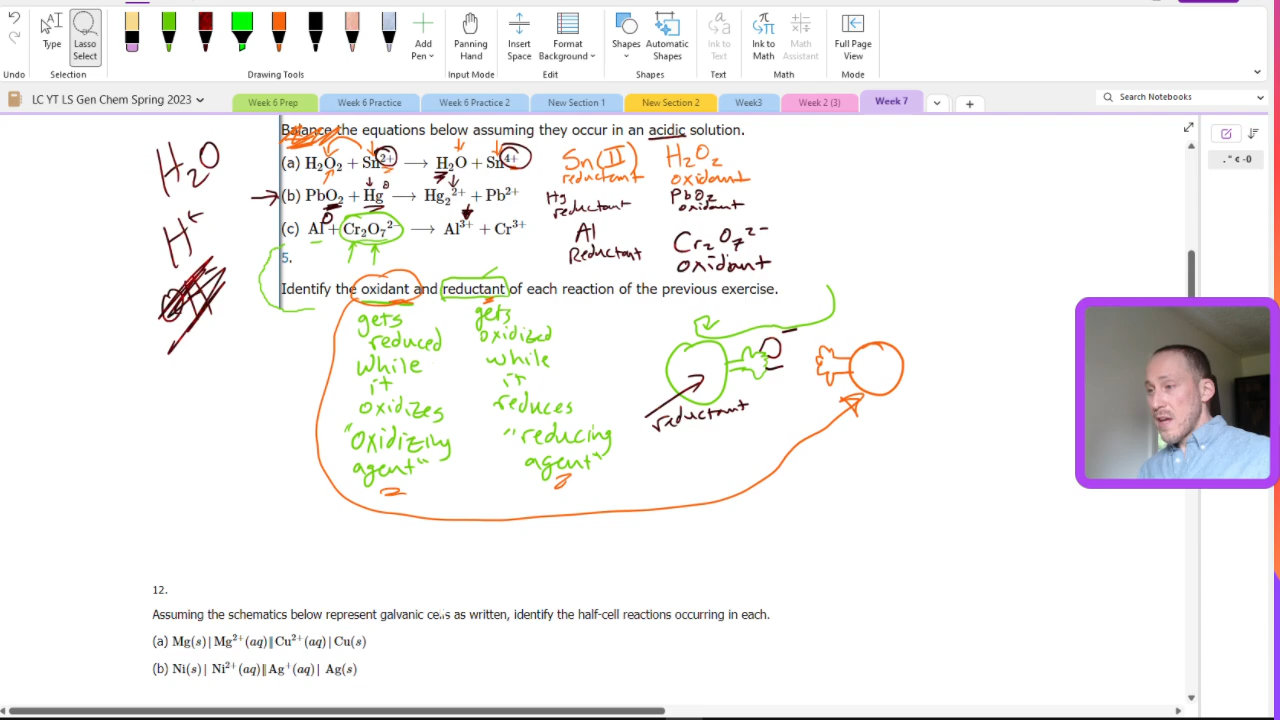 Undo
Type
Lasso
Select
Selection
Drawing Tools
Add
Pen
Panning
Hand
Input Mode
Insert
Space
Format
Background
Edit
Shapes
Automatic
Shapes
Shapes
Ink to
Text
Text
Ink to
Math
Math
Assistant
Math
Full Page
View
Mode
LC YT LS Gen Chem Spring 2023
Week 6 Prep
Week 6 Practice
Week 6 Practice 2
New Section 1
New Section 2
Week3
Week 2 (3)
Week 7
Search Notebooks
Balance the equations below assuming they occur in an acidic solution.
(a) H₂O₂ + Sn²⁺ ⟶ H₂O + Sn⁴⁺
(b) PbO₂ + Hg ⟶ Hg₂²⁺ + Pb²⁺
(c) Al + Cr₂O₇²⁻ ⟶ Al³⁺ + Cr³⁺
H₂O
H⁺
0
0
Sn(II)
reductant
H₂O₂
oxidant
Hg
reductant
PbO₂
oxidant
Al
Reductant
Cr₂O₇²⁻
oxidant
5.
Identify the oxidant and reductant of each reaction of the previous exercise.
gets
reduced
while
it
oxidizes
"oxidizing
agent"
gets
oxidized
while
it
reduces
"reducing
agent"
reductant
12.
Assuming the schematics below represent galvanic cells as written, identify the half-cell reactions occurring in each.
(a) Mg(s)|Mg²⁺(aq)‖Cu²⁺(aq)|Cu(s)
(b) Ni(s)| Ni²⁺(aq)‖Ag⁺(aq)| Ag(s)